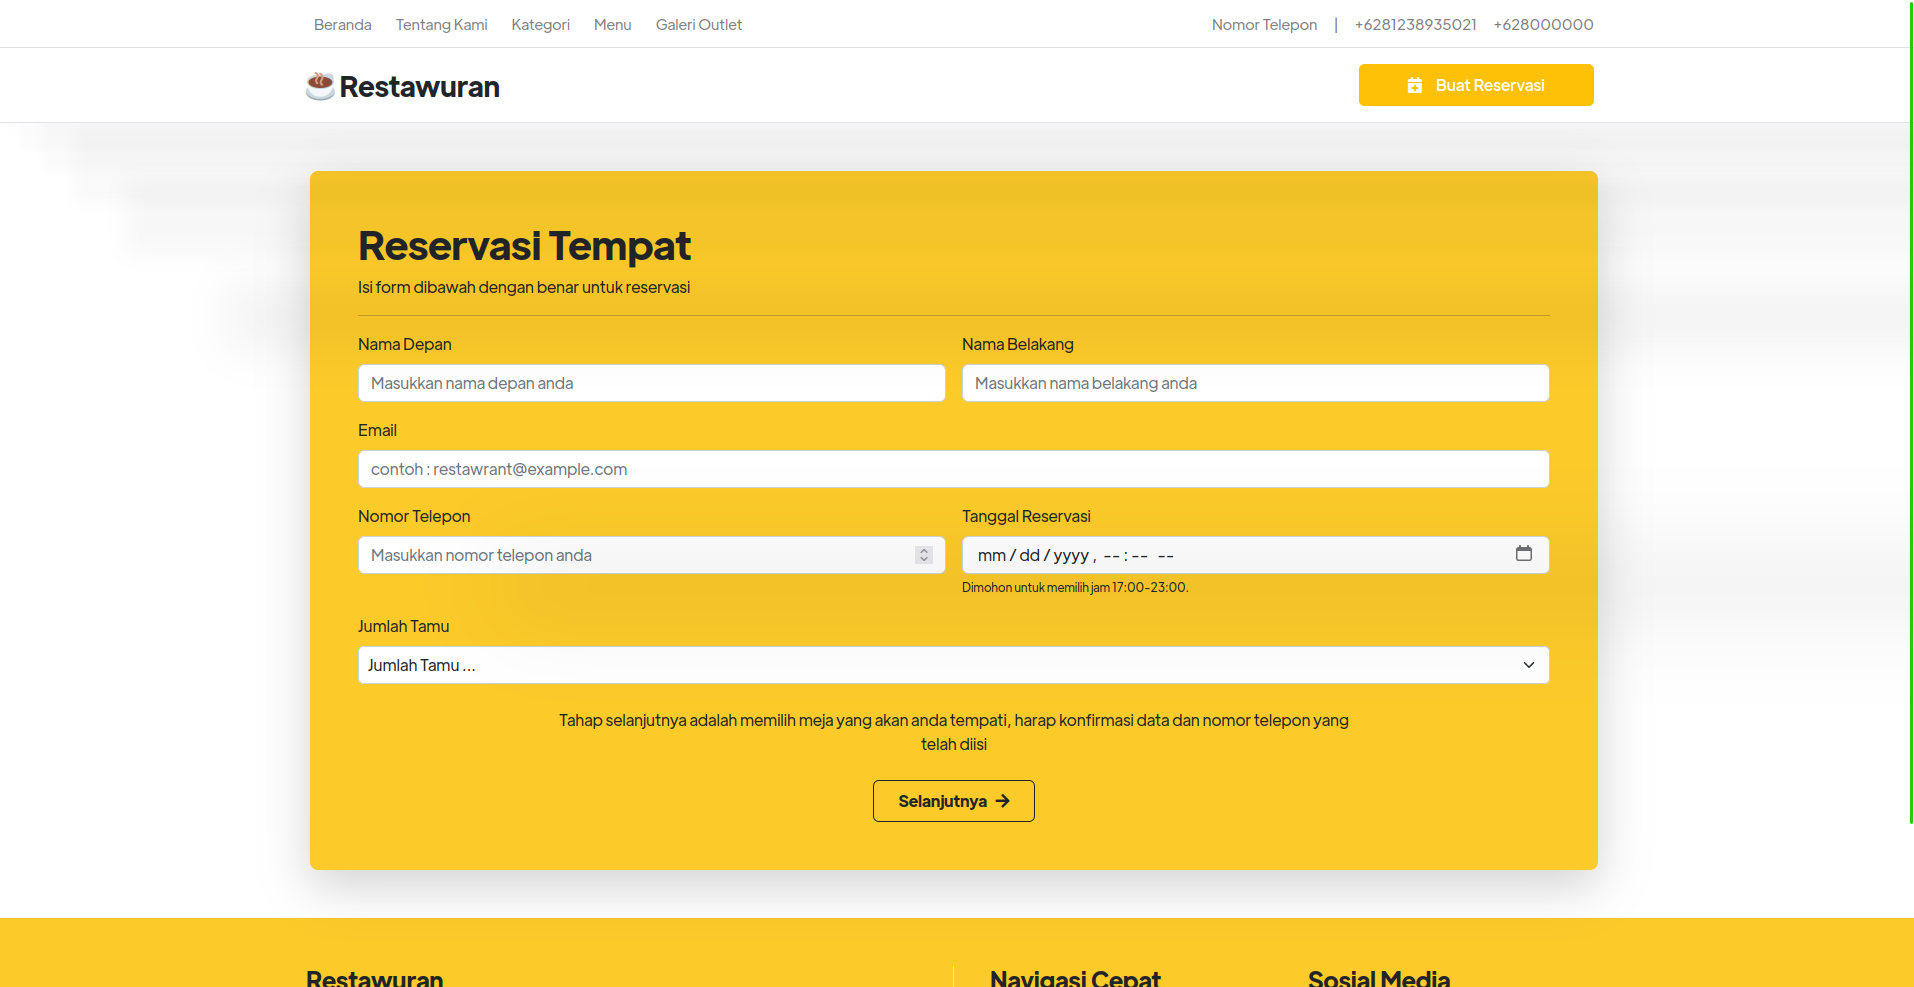 Beranda Tentang Kami Kategori Menu Galeri Outlet Nomor Telepon | +6281238935021 +628000000
Restawuran Buat Reservasi
Reservasi Tempat
Isi form dibawah dengan benar untuk reservasi
Nama Depan Nama Belakang
Masukkan nama depan anda Masukkan nama belakang anda
Email
contoh : restawrant@example.com
Nomor Telepon Tanggal Reservasi
Masukkan nomor telepon anda mm / dd / yyyy , -- : -- --
Dimohon untuk memilih jam 17:00-23:00.
Jumlah Tamu
Jumlah Tamu ...
Tahap selanjutnya adalah memilih meja yang akan anda tempati, harap konfirmasi data dan nomor telepon yang
telah diisi
Selanjutnya →
Restawuran Navigasi Cepat Sosial Media